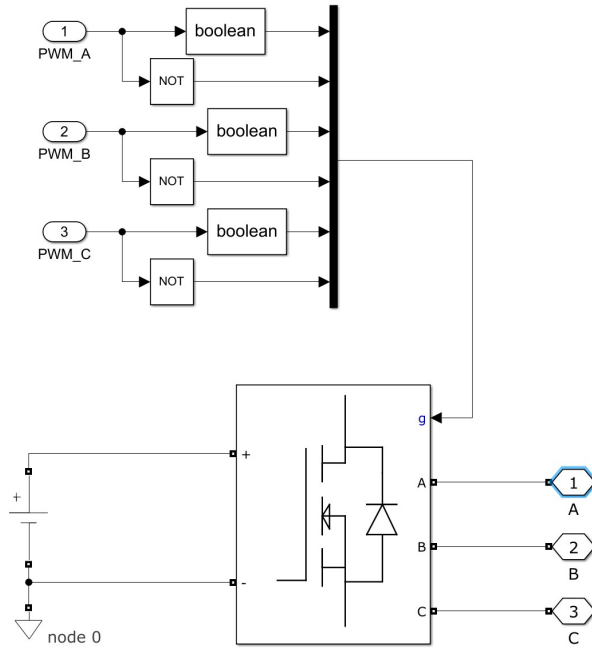 1
boolean
PWM_A
NOT
2
boolean
PWM_B
NOT
3
boolean
PWM_C
NOT
g
+
A
1
A
+
B
2
B
-
C
3
C
node 0